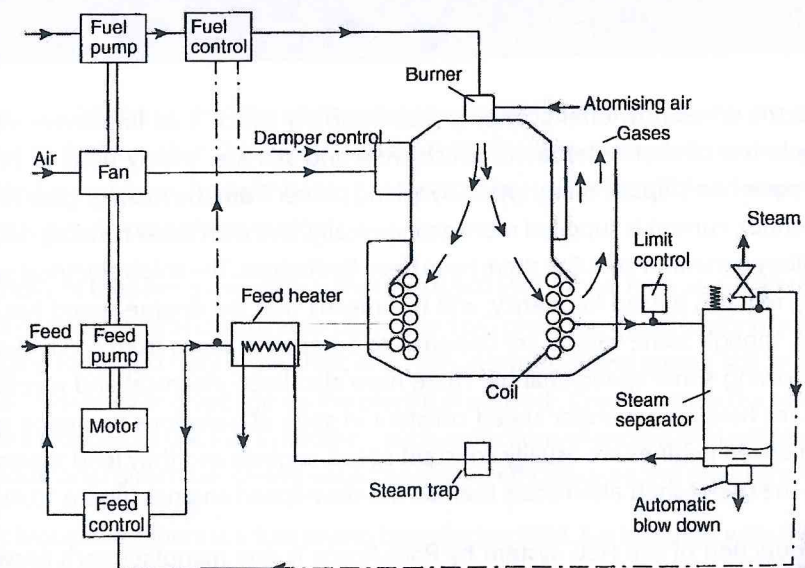 Fuel
pump
Fuel
control
Burner
Atomising air
Gases
Damper control
Air
Fan
Steam
Limit
control
Feed heater
Feed
Feed
pump
Coil
Steam
separator
Motor
Steam trap
Automatic
blow down
Feed
control